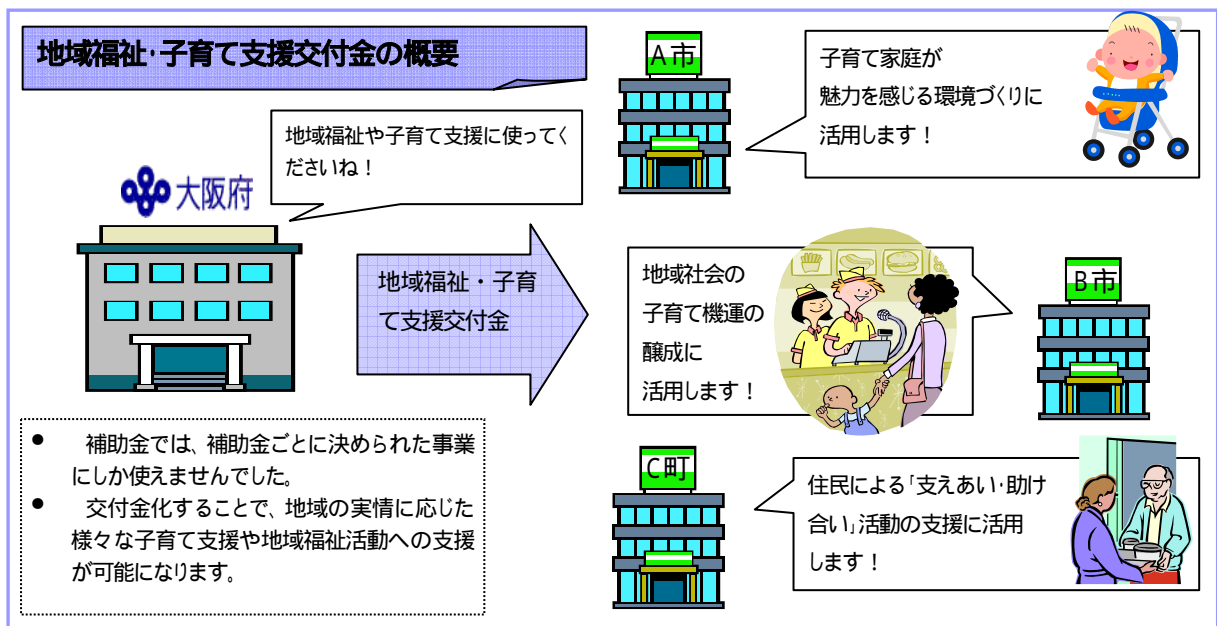 地域福祉･子育て支援交付金の概要
A市
子育て家庭が
魅力を感じる環境づくりに
活用します！
地域福祉や子育て支援に使ってく
ださいね！
大阪府
地域福祉・子育
て支援交付金
地域社会の
子育て機運の
醸成に
活用します！
B市
● 補助金では、補助金ごとに決められた事業
にしか使えませんでした。
● 交付金化することで、地域の実情に応じた
様々な子育て支援や地域福祉活動への支援
が可能になります。
C町
住民による｢支えあい･助け
合い｣活動の支援に活用
します！